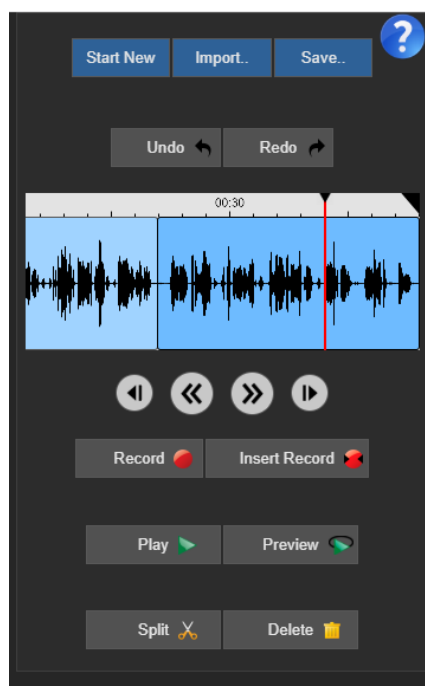 ?
Start New Import.. Save..
Undo Redo
00:30
Record Insert Record
Play Preview
Split Delete